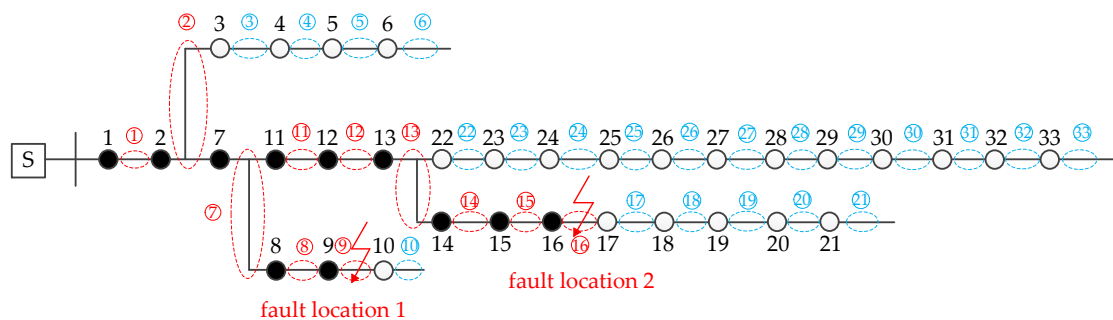 ② 3 ③ 4 ④ 5 ⑤ 6 ⑥
S 1 ① 2 7 11 ⑪ 12 ⑫ 13 ⑬ 22 ㉒ 23 ㉓ 24 ㉔ 25 ㉕ 26 ㉖ 27 ㉗ 28 ㉘ 29 ㉙ 30 ㉚ 31 ㉛ 32 ㉜ 33 ㉝
⑦ ⑭ ⑮ ⑰ ⑱ ⑲ ⑳ ㉑
14 15 16 ⑯ 17 18 19 20 21
8 ⑧ 9 ⑨ 10 ⑩
fault location 2
fault location 1